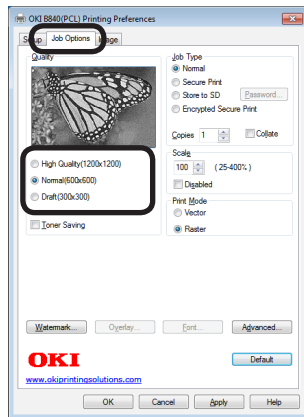 OKI B840(PCL) Printing Preferences
Setup Job Options Image
Quality
High Quality(1200x1200)
Normal(600x600)
Draft(300x300)
Toner Saving
Job Type
Normal
Secure Print
Store to SD Password...
Encrypted Secure Print
Copies 1 Collate
Scale
100 (25-400%)
Disabled
Print Mode
Vector
Raster
Watermark... Overlay... Font... Advanced...
OKI
Default
www.okiprintingsolutions.com
OK Cancel Apply Help